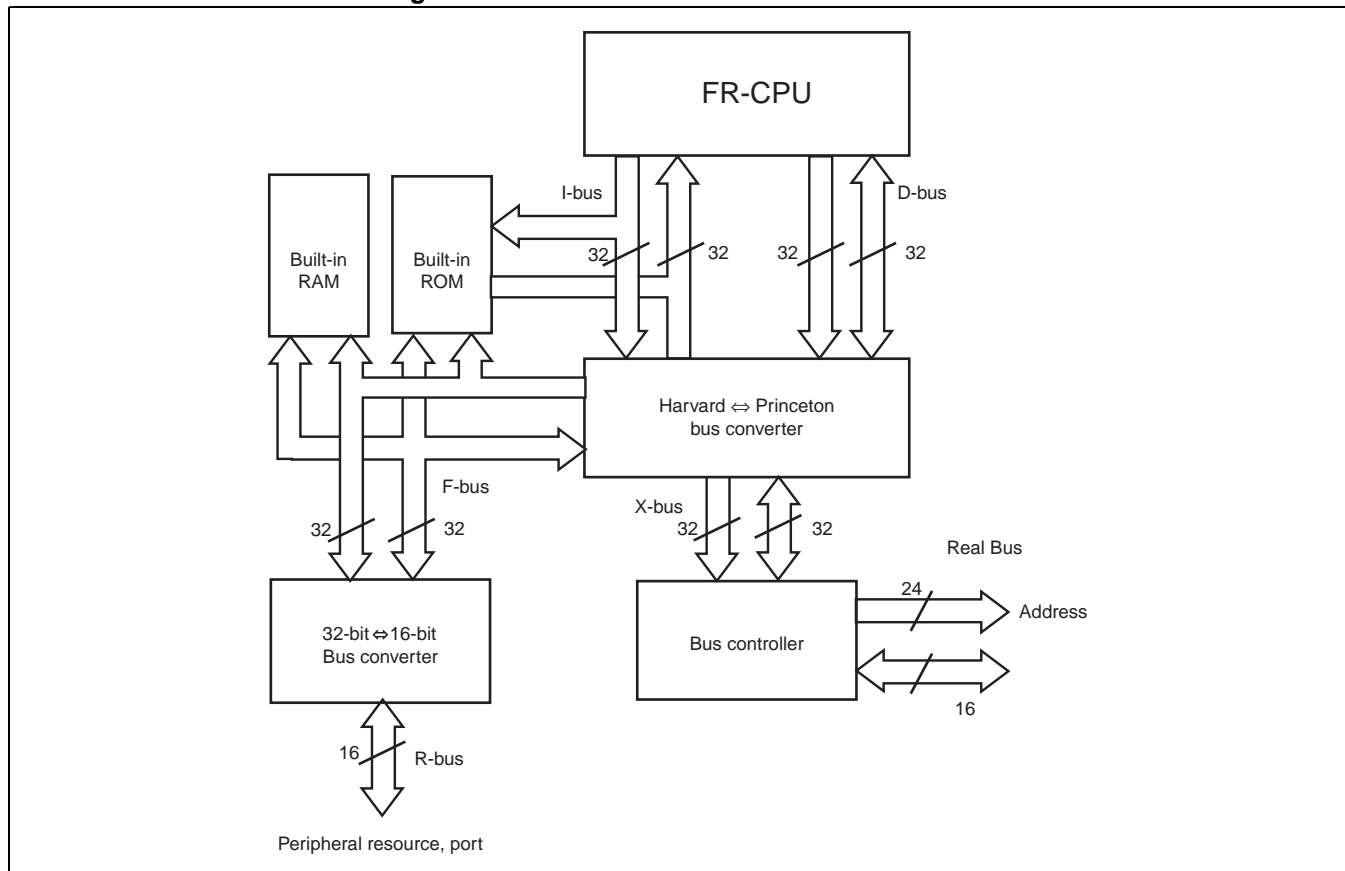 FR-CPU
I-bus
D-bus
Built-in
RAM
Built-in
ROM
32
32
32
32
Harvard ⇔ Princeton
bus converter
F-bus
X-bus
32
32
32
32
Real Bus
24
Address
32-bit⇔16-bit
Bus converter
Bus controller
16
16
R-bus
Peripheral resource, port